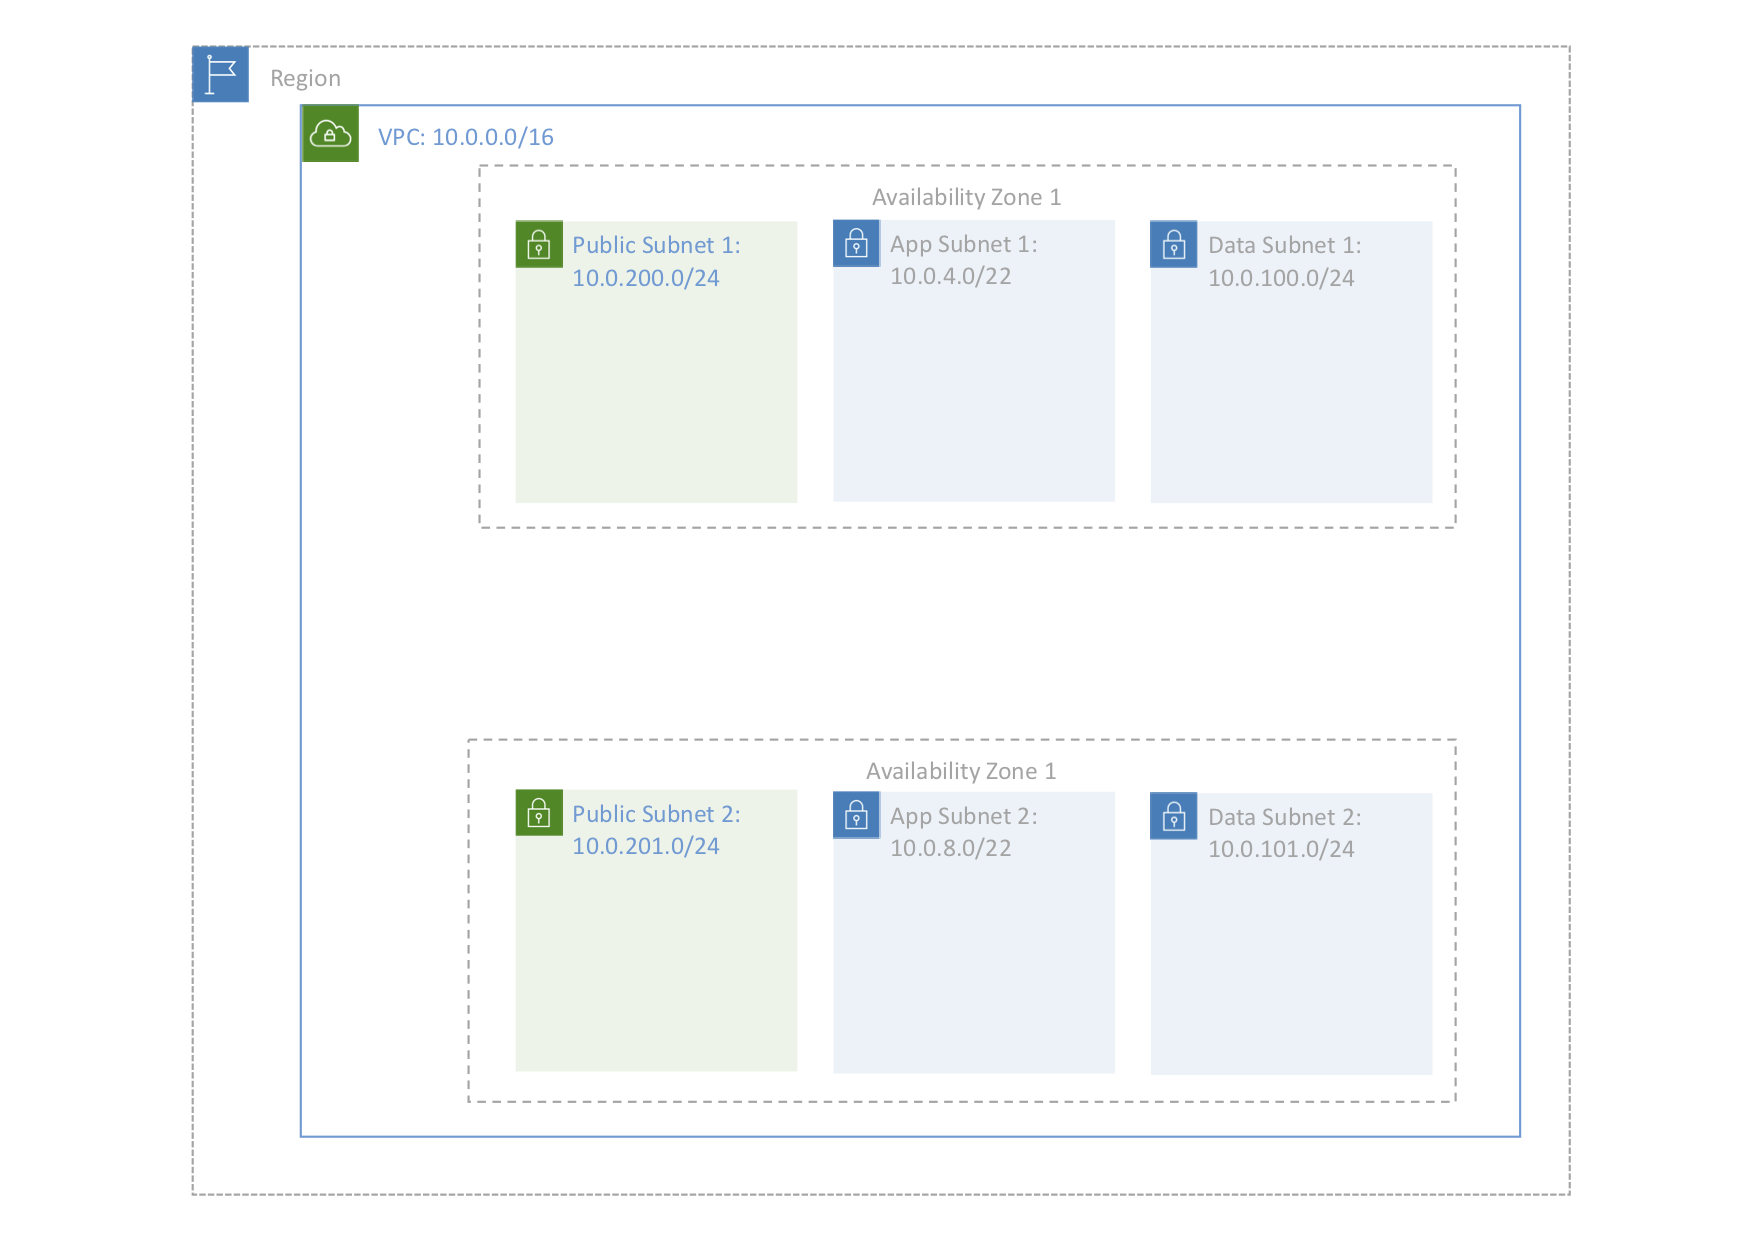 Region
VPC: 10.0.0.0/16
Availability Zone 1
Public Subnet 1:
10.0.200.0/24
App Subnet 1:
10.0.4.0/22
Data Subnet 1:
10.0.100.0/24
Availability Zone 1
Public Subnet 2:
10.0.201.0/24
App Subnet 2:
10.0.8.0/22
Data Subnet 2:
10.0.101.0/24